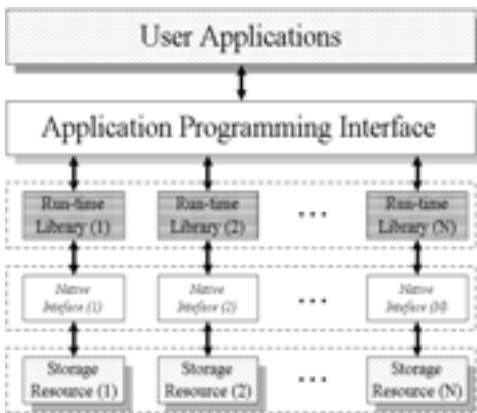 User Applications
Application Programming Interface
Run-time Library (1)
Run-time Library (2)
...
Run-time Library (N)
Native Interface (1)
Native Interface (2)
...
Native
Storage Resource (1)
Storage Resource (2)
...
Storage Resource (N)